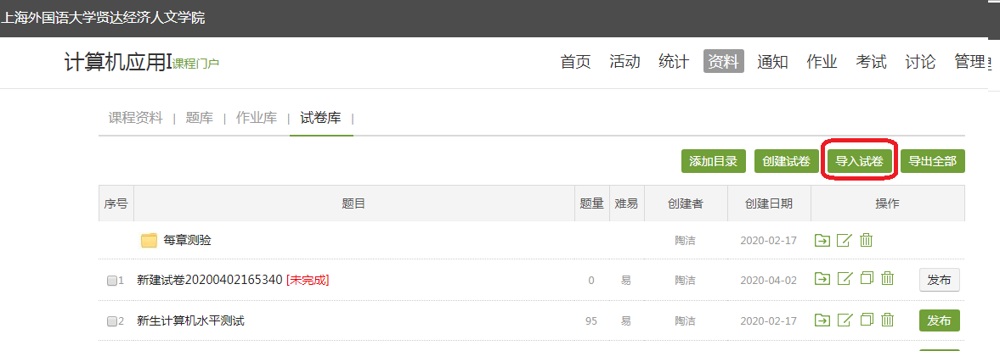 上海外国语大学贤达经济人文学院
计算机应用I课程门户 首页 活动 统计 资料 通知 作业 考试 讨论 管理
课程资料 | 题库 | 作业库 | 试卷库 |
添加目录 创建试卷 导入试卷 导出全部
序号 题目 题量 难易 创建者 创建日期 操作
每章测验 陶洁 2020-02-17
1 新建试卷20200402165340 [未完成] 0 易 陶洁 2020-04-02 发布
2 新生计算机水平测试 95 易 陶洁 2020-02-17 发布